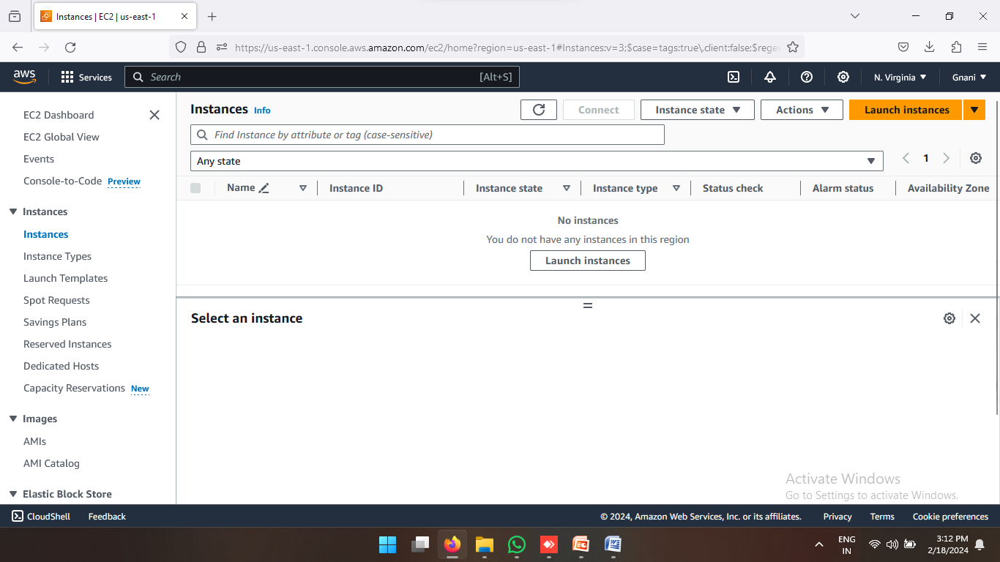 Instances | EC2 | us-east-1
https://us-east-1.console.aws.amazon.com/ec2/home?region=us-east-1#Instances:v=3;$case=tags:true\,client:false;$regex
aws
Services
Search [Alt+S]
N. Virginia
Gnani
EC2 Dashboard
EC2 Global View
Events
Console-to-Code Preview
Instances
Instances
Instance Types
Launch Templates
Spot Requests
Savings Plans
Reserved Instances
Dedicated Hosts
Capacity Reservations New
Images
AMIs
AMI Catalog
Elastic Block Store
Instances Info
Connect
Instance state
Actions
Launch instances
Find Instance by attribute or tag (case-sensitive)
Any state
1
Name Instance ID Instance state Instance type Status check Alarm status Availability Zone
No instances
You do not have any instances in this region
Launch instances
Select an instance
Activate Windows
Go to Settings to activate Windows.
CloudShell Feedback © 2024, Amazon Web Services, Inc. or its affiliates. Privacy Terms Cookie preferences
ENG
IN
3:12 PM
2/18/2024